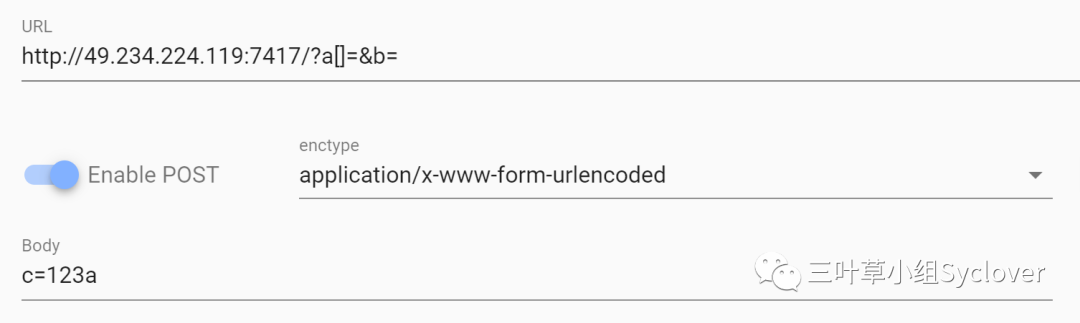 URL
http://49.234.224.119:7417/?a[]=&b=
enctype
Enable POST
application/x-www-form-urlencoded
Body
c=123a
三叶草小组Syclover